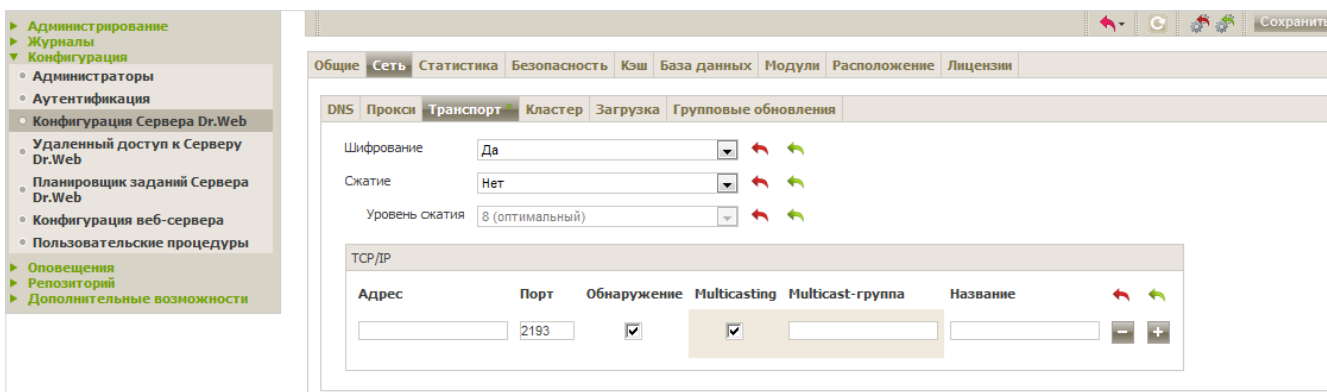 Администрирование
Журналы
Конфигурация
Администраторы
Аутентификация
Конфигурация Сервера Dr.Web
Удаленный доступ к Серверу
Dr.Web
Планировщик заданий Сервера
Dr.Web
Конфигурация веб-сервера
Пользовательские процедуры
Оповещения
Репозиторий
Дополнительные возможности
Сохранить
Общие Сеть Статистика Безопасность Кэш База данных Модули Расположение Лицензии
DNS Прокси Транспорт* Кластер Загрузка Групповые обновления
Шифрование Да
Сжатие Нет
Уровень сжатия 8 (оптимальный)
TCP/IP
Адрес Порт Обнаружение Multicasting Multicast-группа Название
2193